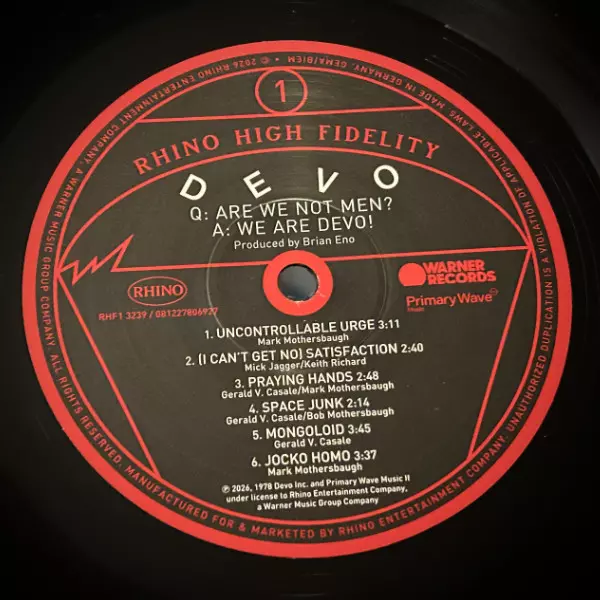 1
RHINO HIGH FIDELITY
DEVO
Q: ARE WE NOT MEN?
A: WE ARE DEVO!
Produced by Brian Eno
RHINO
WARNER
RECORDS
PrimaryWave
Music
RHF1 3239 / 081227806927
1. UNCONTROLLABLE URGE 3:11
Mark Mothersbaugh
2. (I CAN'T GET NO) SATISFACTION 2:40
Mick Jagger/Keith Richard
3. PRAYING HANDS 2:48
Gerald V. Casale/Mark Mothersbaugh
4. SPACE JUNK 2:14
Gerald V. Casale/Bob Mothersbaugh
5. MONGOLOID 3:45
Gerald V. Casale
6. JOCKO HOMO 3:37
Mark Mothersbaugh
℗ 2026, 1978 Devo Inc. and Primary Wave Music II
under license to Rhino Entertainment Company,
a Warner Music Group Company
© 2026 RHINO ENTERTAINMENT COMPANY, A WARNER MUSIC GROUP COMPANY. ALL RIGHTS RESERVED. MANUFACTURED FOR & MARKETED BY RHINO ENTERTAINMENT COMPANY. UNAUTHORIZED DUPLICATION IS A VIOLATION OF APPLICABLE LAWS. MADE IN GERMANY. GEMA/BIEM